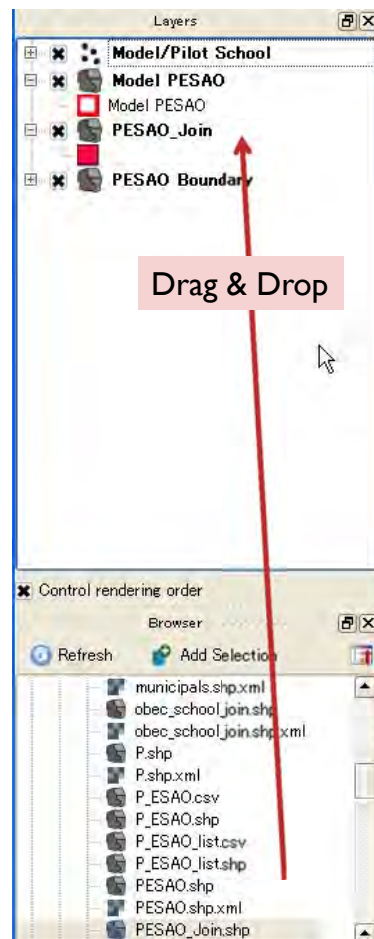 Layers
Model/Pilot School
Model PESAO
Model PESAO
PESAO_Join
PESAO Boundary
Drag & Drop
Control rendering order
Browser
Refresh Add Selection
municipals.shp.xml
obec_school_join.shp
obec_school_join.shp.xml
P.shp
P.shp.xml
P_ESAO.csv
P_ESAO.shp
P_ESAO_list.csv
P_ESAO_list.shp
PESAO.shp
PESAO.shp.xml
PESAO_Join.shp